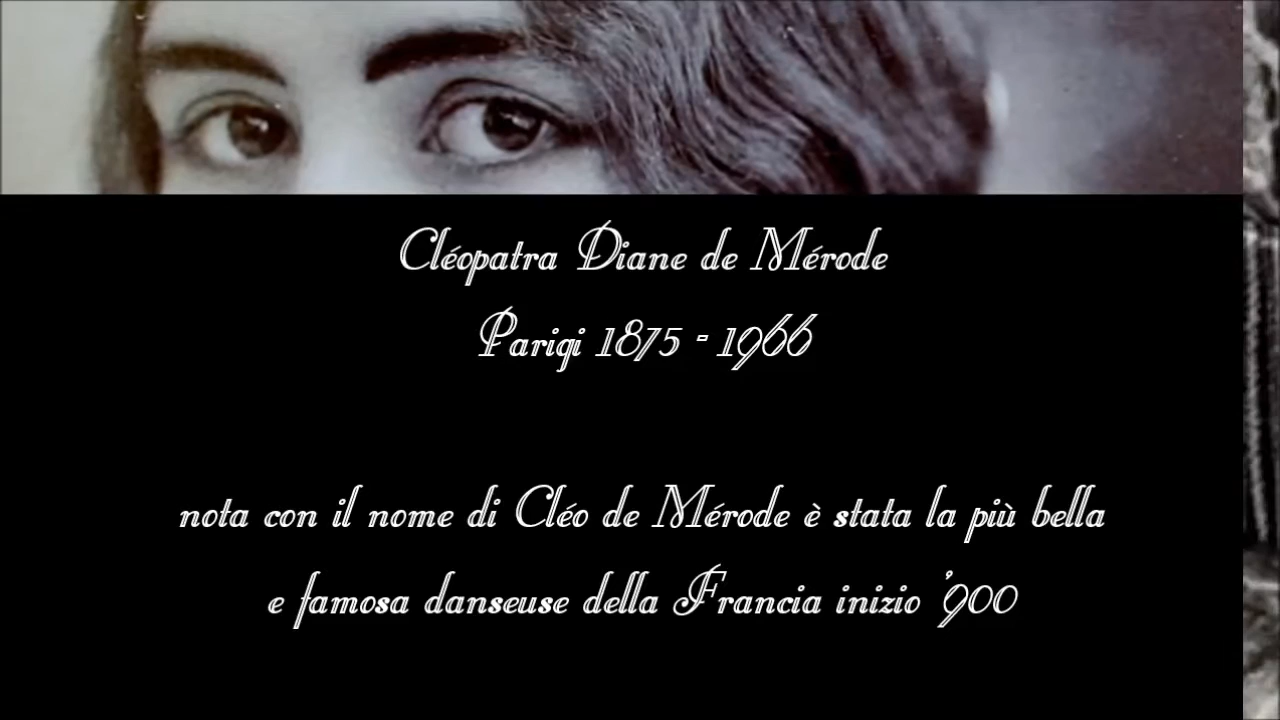 Cléopatra Diane de Mérode
Parigi 1875 - 1966
nota con il nome di Cléo de Mérode è stata la più bella
e famosa danseuse della Francia inizio '900